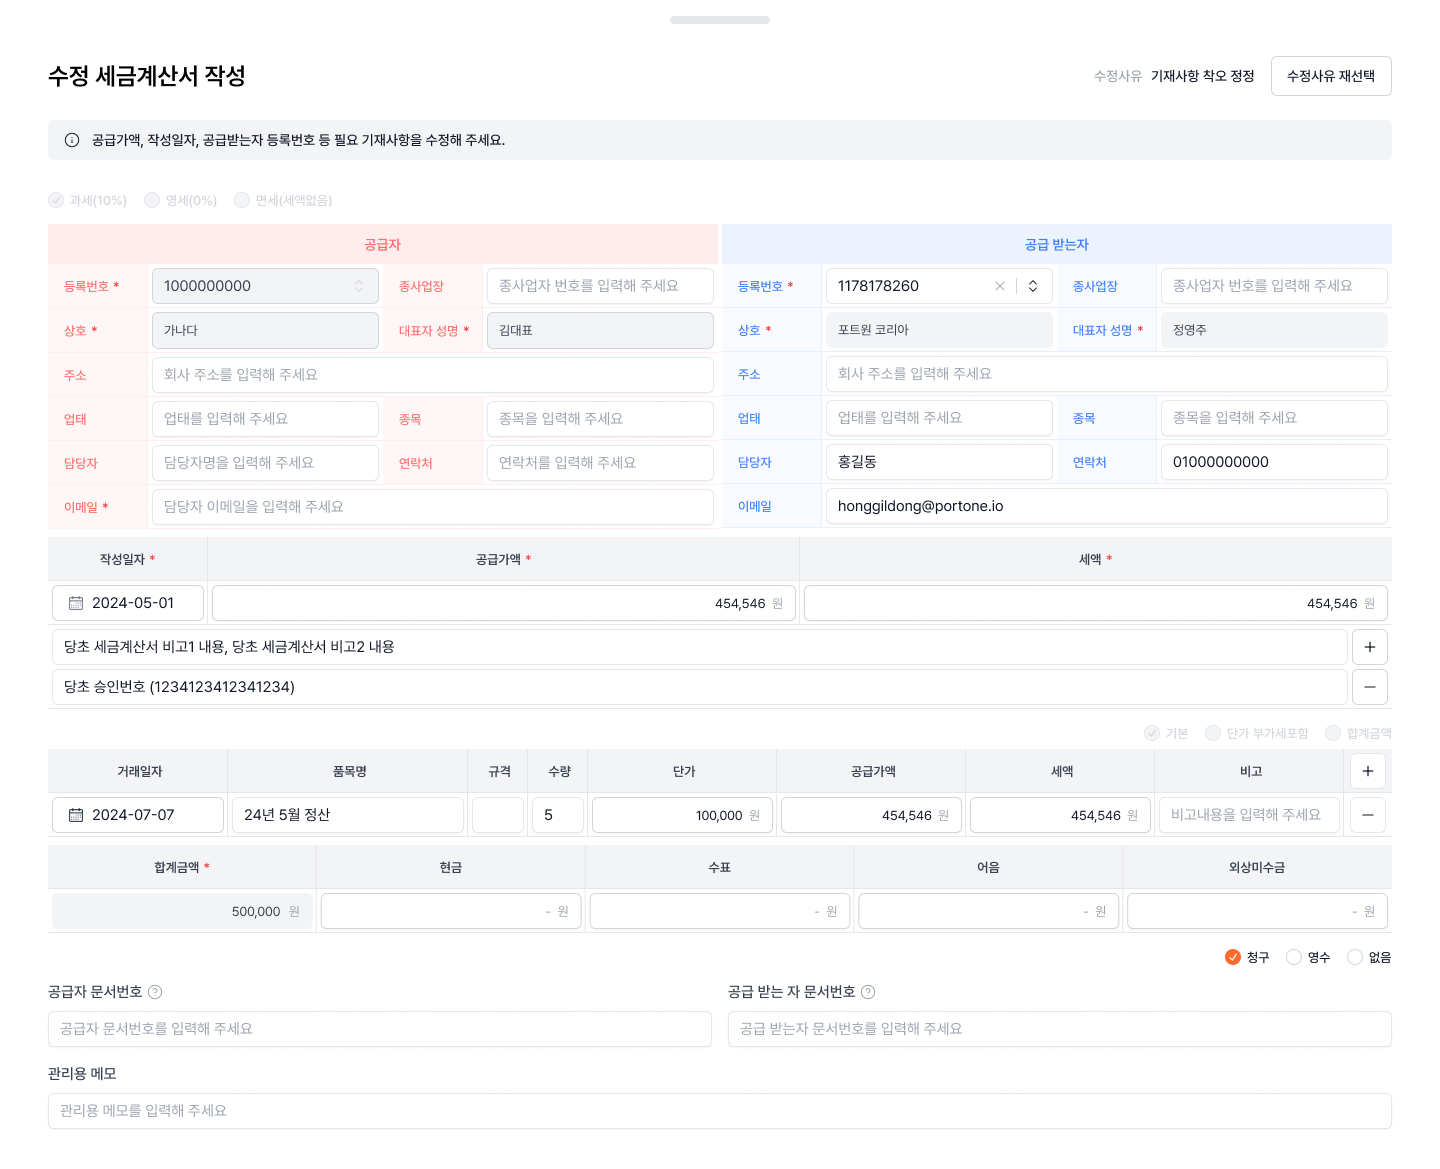 수정 세금계산서 작성
수정사유 기재사항 착오 정정 수정사유 재선택
공급가액, 작성일자, 공급받는자 등록번호 등 필요 기재사항을 수정해 주세요.
과세(10%) 영세(0%) 면세(세액없음)
공급자 공급 받는자
등록번호 * 1000000000 종사업장 종사업자 번호를 입력해 주세요 등록번호 * 1178178260 종사업장 종사업자 번호를 입력해 주세요
상호 * 가나다 대표자 성명 * 김대표 상호 * 포트원 코리아 대표자 성명 * 정영주
주소 회사 주소를 입력해 주세요 주소 회사 주소를 입력해 주세요
업태 업태를 입력해 주세요 종목 종목을 입력해 주세요 업태 업태를 입력해 주세요 종목 종목을 입력해 주세요
담당자 담당자명을 입력해 주세요 연락처 연락처를 입력해 주세요 담당자 홍길동 연락처 01000000000
이메일 * 담당자 이메일을 입력해 주세요 이메일 honggildong@portone.io
작성일자 * 공급가액 * 세액 *
2024-05-01 454,546 원 454,546 원
당초 세금계산서 비고1 내용, 당초 세금계산서 비고2 내용
당초 승인번호 (1234123412341234)
기본 단가 부가세포함 합계금액
거래일자 품목명 규격 수량 단가 공급가액 세액 비고
2024-07-07 24년 5월 정산 5 100,000 원 454,546 원 454,546 원 비고내용을 입력해 주세요
합계금액 * 현금 수표 어음 외상미수금
500,000 원 - 원 - 원 - 원 - 원
청구 영수 없음
공급자 문서번호 공급 받는 자 문서번호
공급자 문서번호를 입력해 주세요 공급 받는자 문서번호를 입력해 주세요
관리용 메모
관리용 메모를 입력해 주세요